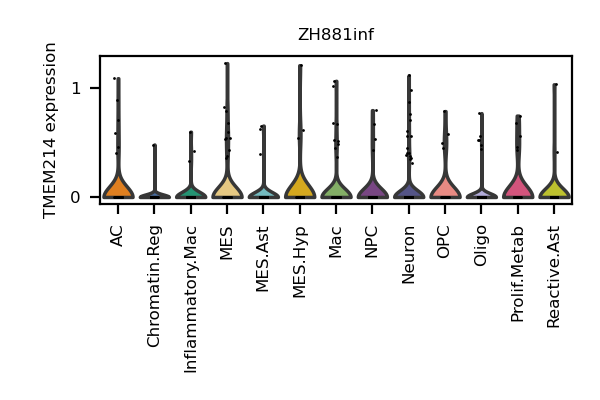 ZH881inf
TMEM214 expression
1
0
AC
Chromatin.Reg
Inflammatory.Mac
MES
MES.Ast
MES.Hyp
Mac
NPC
Neuron
OPC
Oligo
Prolif.Metab
Reactive.Ast